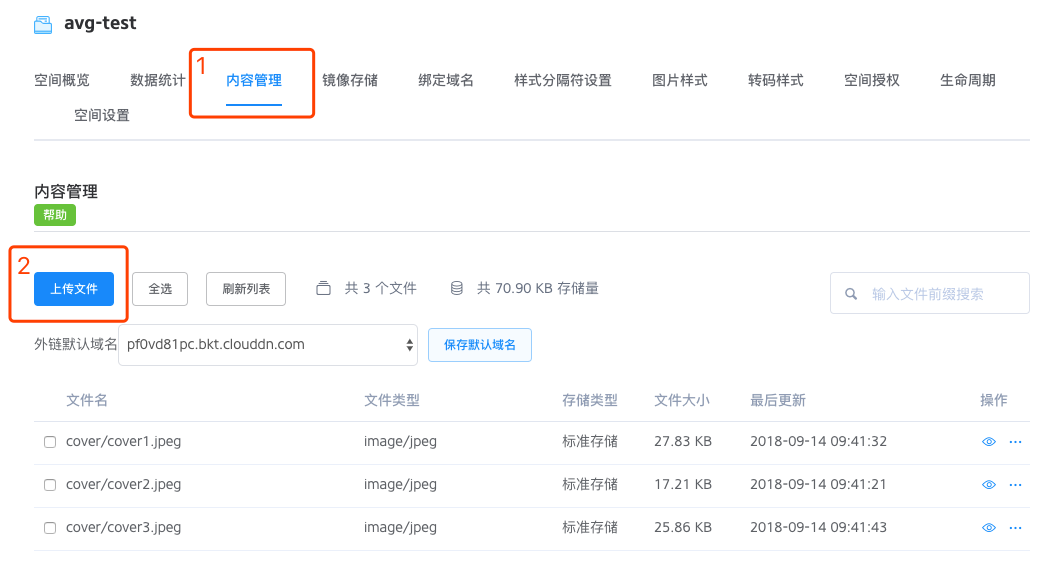 avg-test
空间概览 数据统计 1 内容管理 镜像存储 绑定域名 样式分隔符设置 图片样式 转码样式 空间授权 生命周期
空间设置
内容管理
帮助
2
上传文件 全选 刷新列表 共 3 个文件 共 70.90 KB 存储量 输入文件前缀搜索
外链默认域名 pf0vd81pc.bkt.clouddn.com 保存默认域名
文件名 文件类型 存储类型 文件大小 最后更新 操作
cover/cover1.jpeg image/jpeg 标准存储 27.83 KB 2018-09-14 09:41:32
cover/cover2.jpeg image/jpeg 标准存储 17.21 KB 2018-09-14 09:41:21
cover/cover3.jpeg image/jpeg 标准存储 25.86 KB 2018-09-14 09:41:43